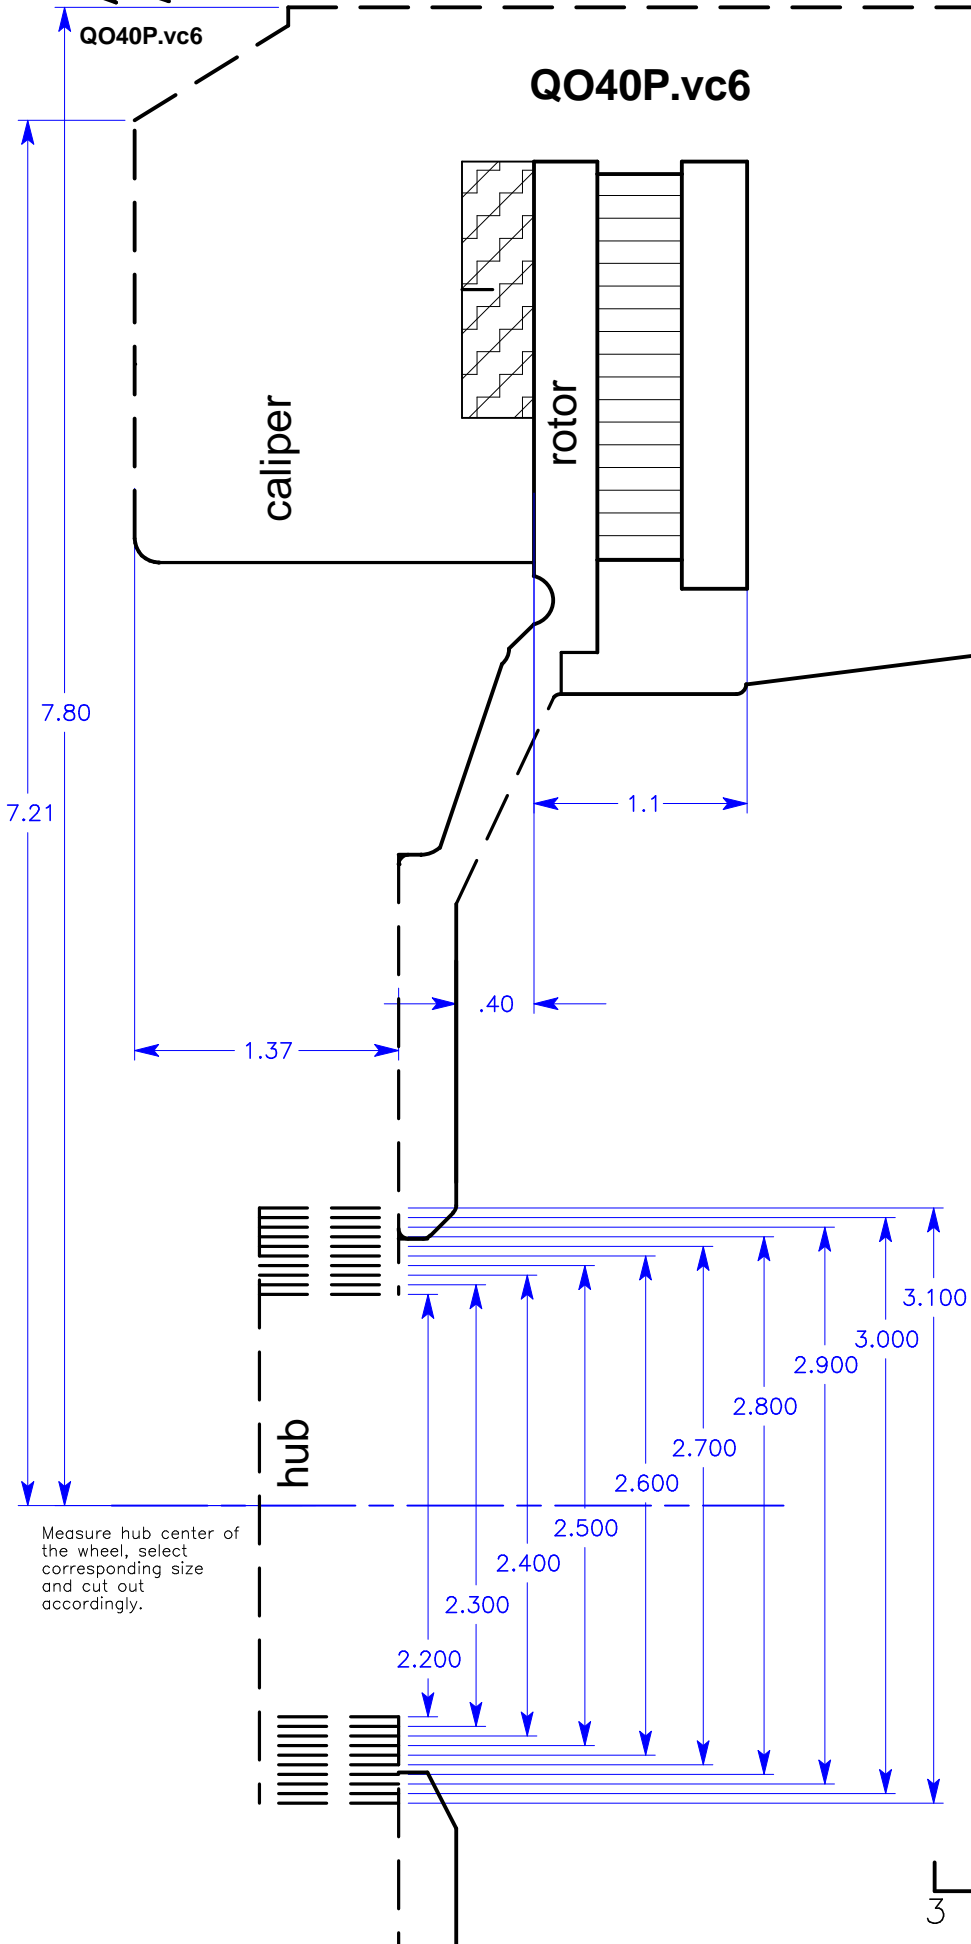 QO40P.vc6
QO40P.vc6
caliper
rotor
7.80
7.21
1.1
.40
1.37
3.100
3.000
2.900
2.800
2.700
2.600
2.500
2.400
2.300
2.200
hub
Measure hub center of
the wheel, select
corresponding size
and cut out
accordingly.
3